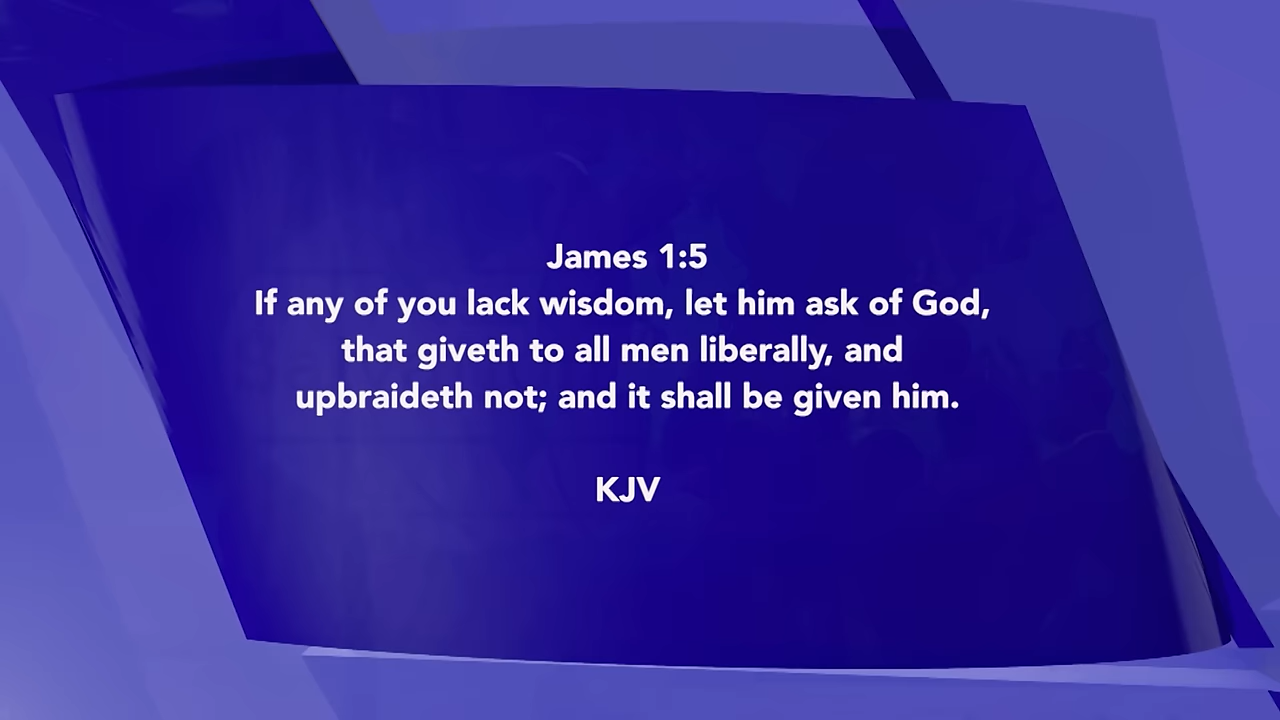 James 1:5
If any of you lack wisdom, let him ask of God,
that giveth to all men liberally, and
upbraideth not; and it shall be given him.
KJV